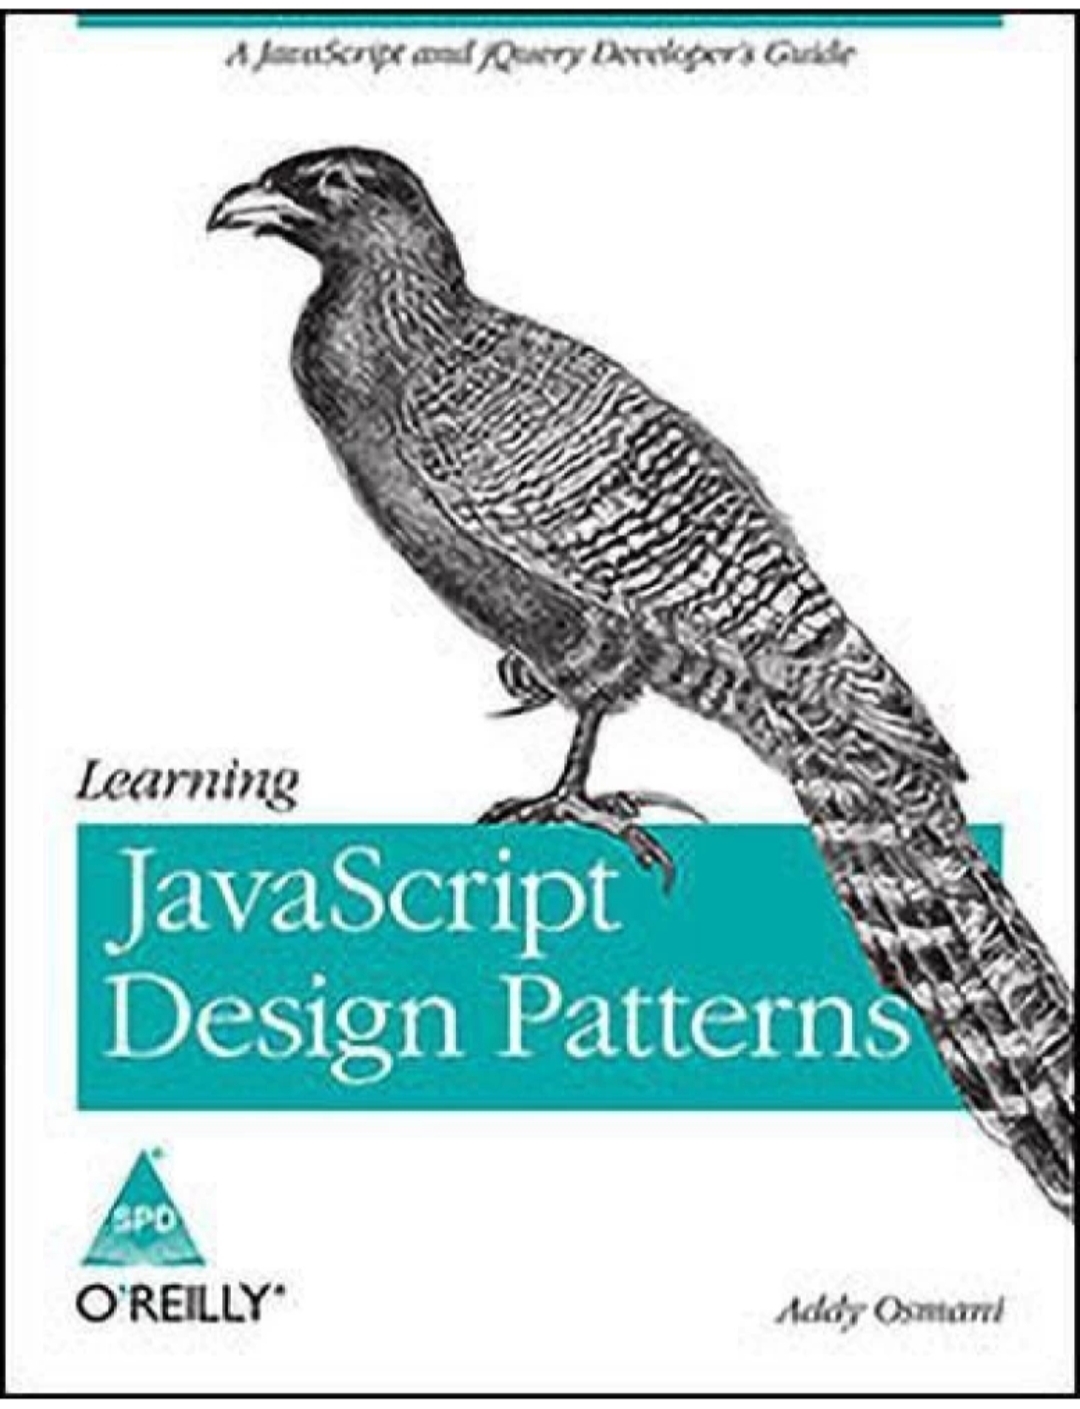 A JavaScript and jQuery Developer's Guide
Learning
JavaScript
Design Patterns
SPD
O'REILLY®
Addy Osmani